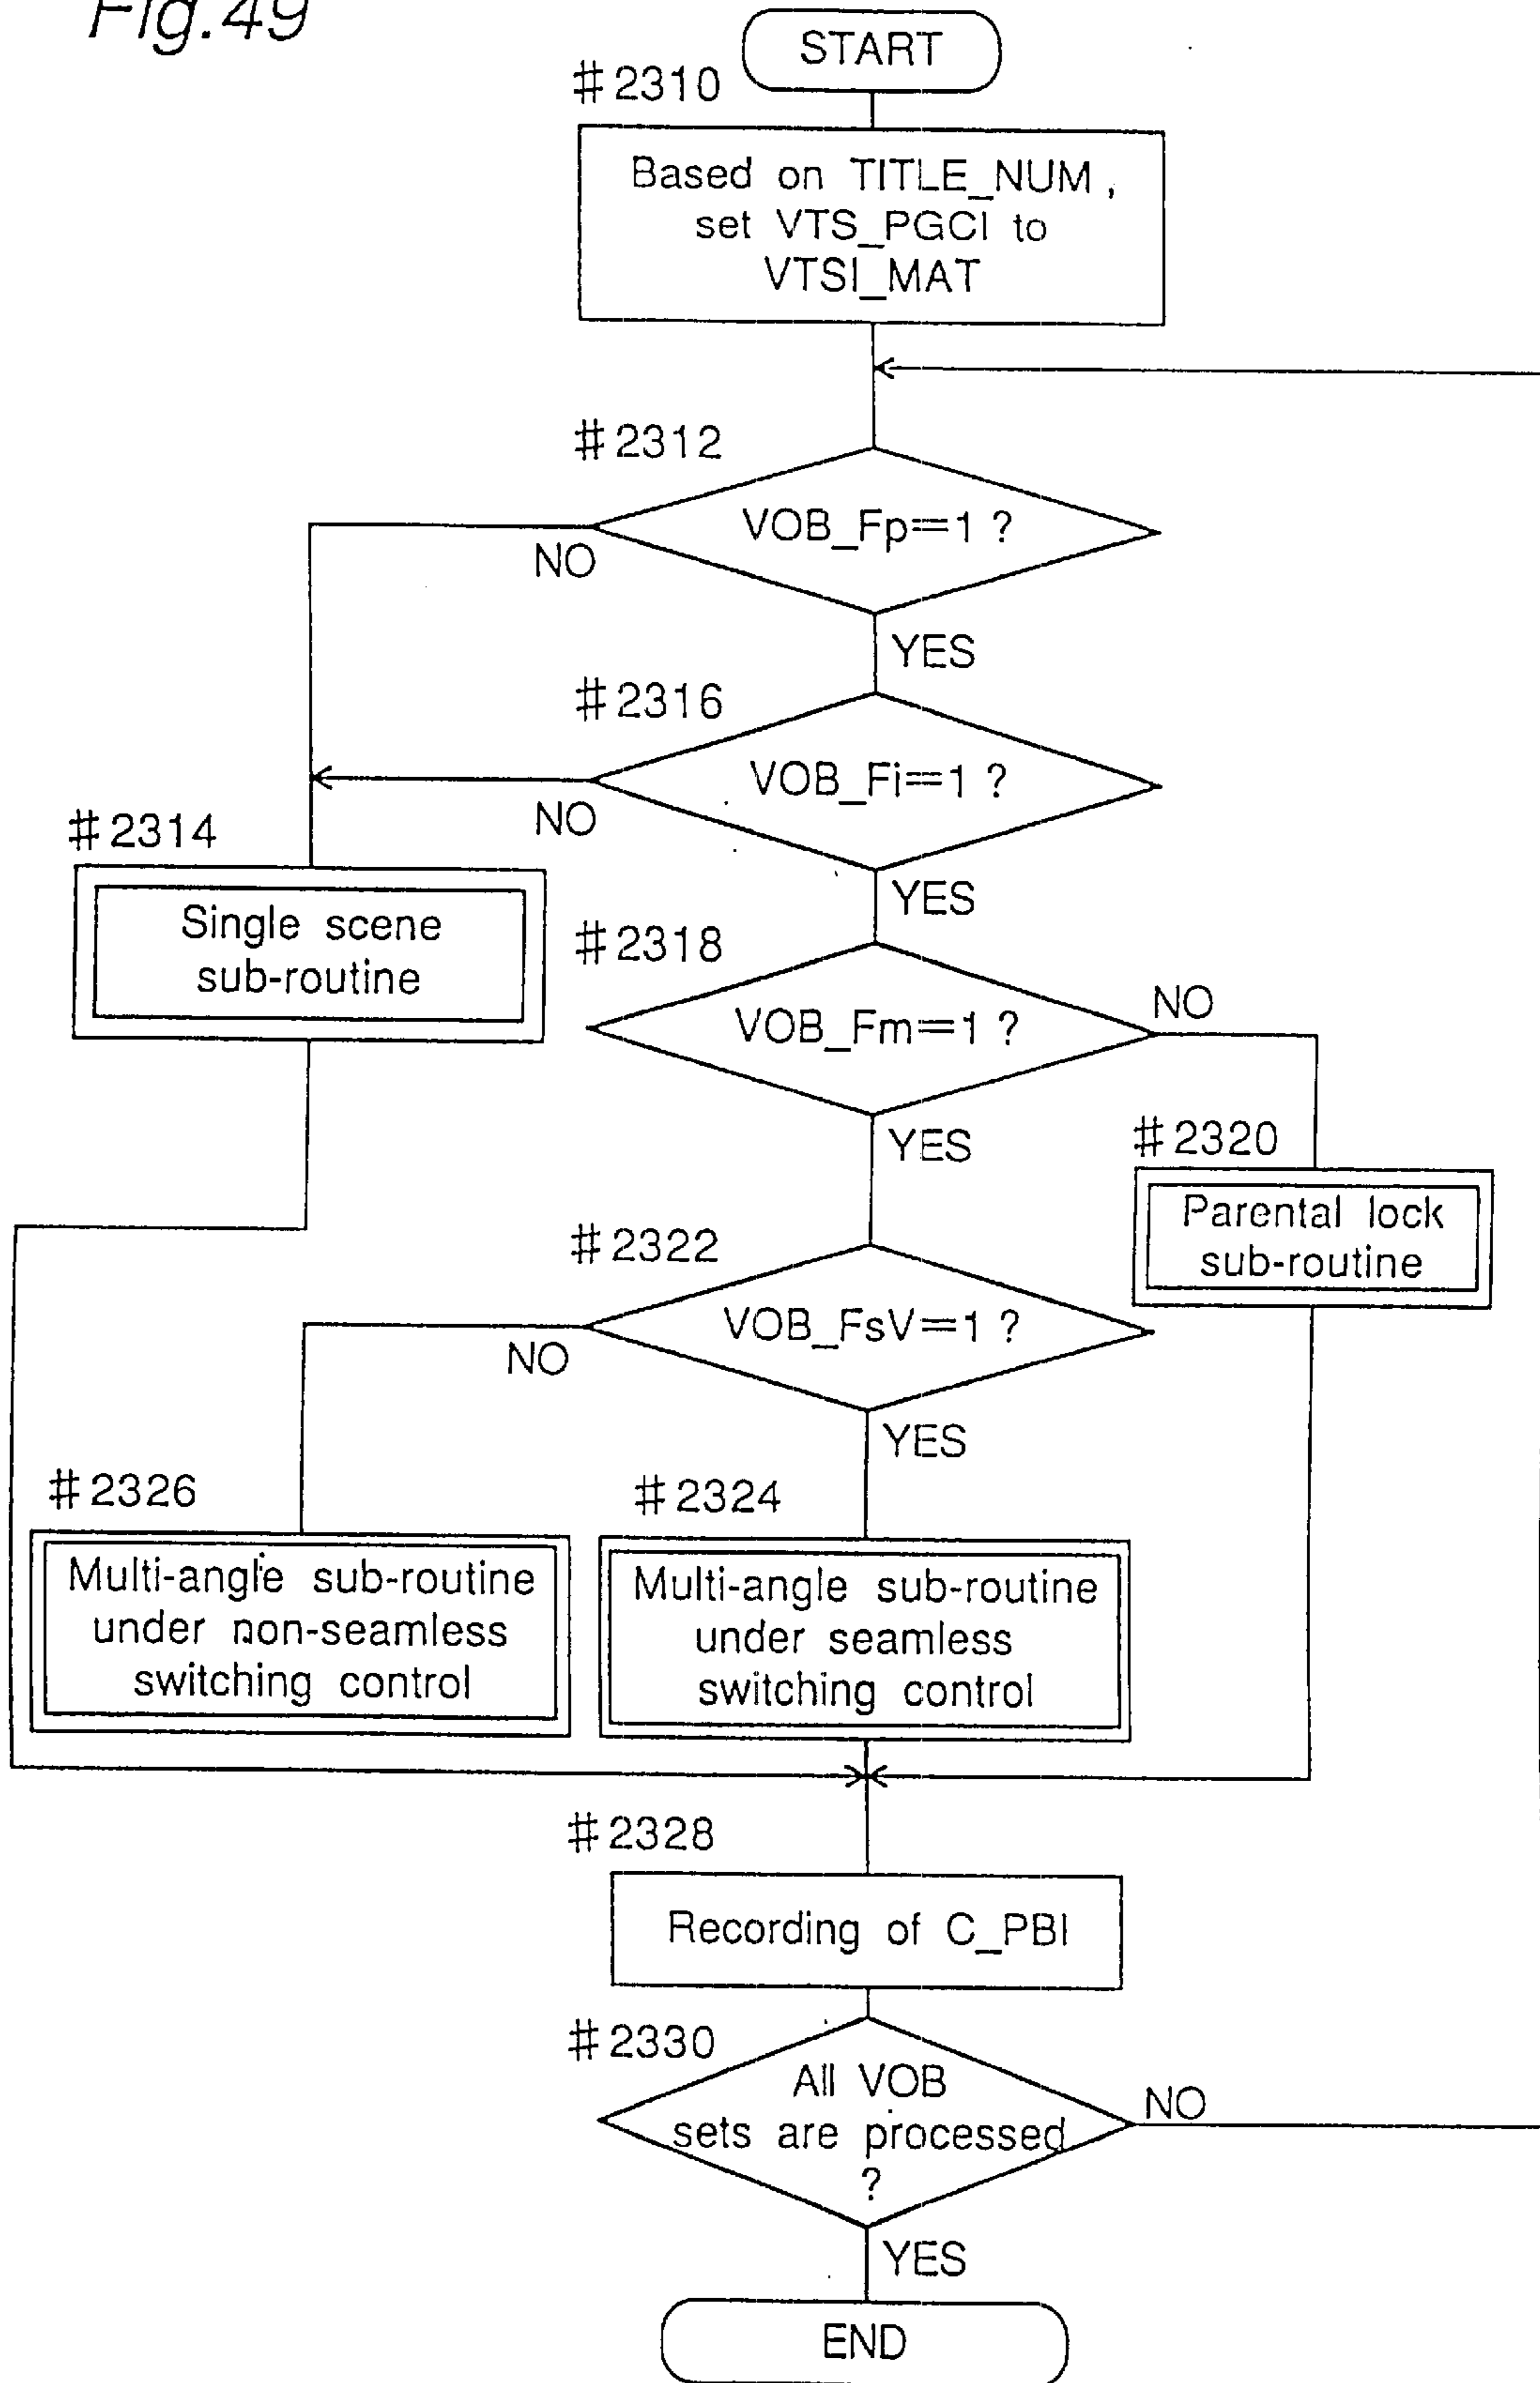 Fig.49
START
#2310
Based on TITLE_NUM,
set VTS_PGCI to
VTSI_MAT
#2312
VOB_Fp=1 ?
NO
YES
#2316
VOB_Fi=1 ?
NO
YES
#2314
Single scene
sub-routine
#2318
VOB_Fm=1 ?
NO
YES
#2320
Parental lock
sub-routine
#2322
VOB_FsV=1 ?
NO
YES
#2326
Multi-angle sub-routine
under non-seamless
switching control
#2324
Multi-angle sub-routine
under seamless
switching control
#2328
Recording of C_PBI
#2330
All VOB
sets are processed
?
NO
YES
END